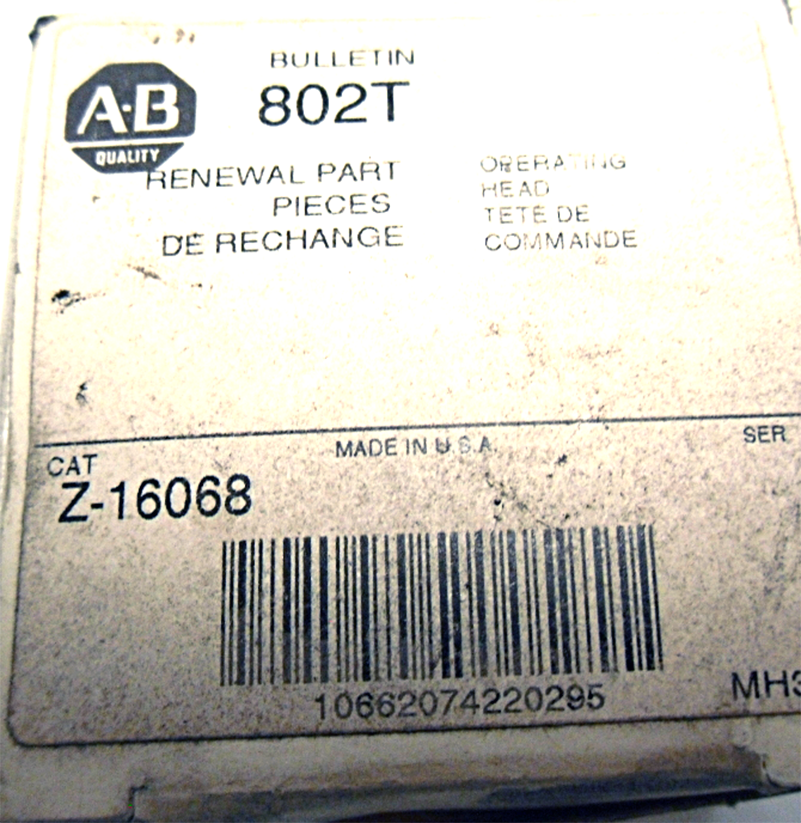 BULLETIN
802T
A-B
QUALITY
RENEWAL PART
PIECES
DE RECHANGE
OPERATING
HEAD
TETE DE
COMMANDE
MADE IN U.S.A.
SER
CAT
Z-16068
10662074220295
MH3